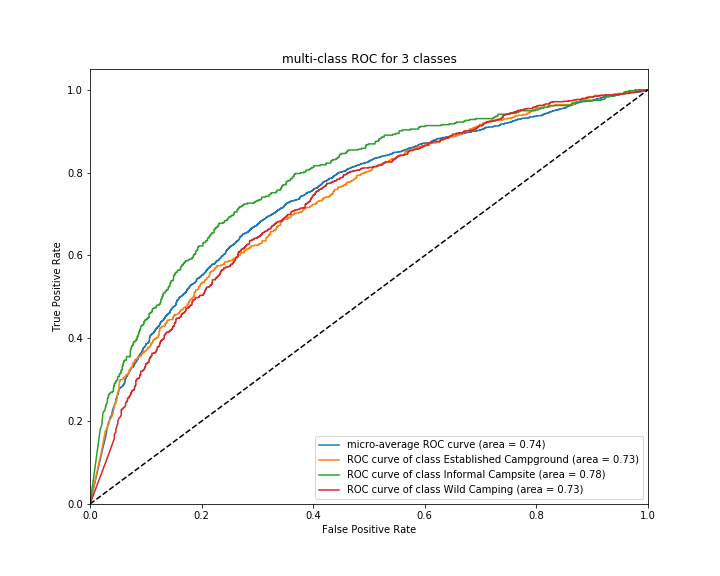 multi-class ROC for 3 classes
True Positive Rate
1.0
0.8
0.6
0.4
0.2
0.0
micro-average ROC curve (area = 0.74)
ROC curve of class Established Campground (area = 0.73)
ROC curve of class Informal Campsite (area = 0.78)
ROC curve of class Wild Camping (area = 0.73)
0.0 0.2 0.4 0.6 0.8 1.0
False Positive Rate